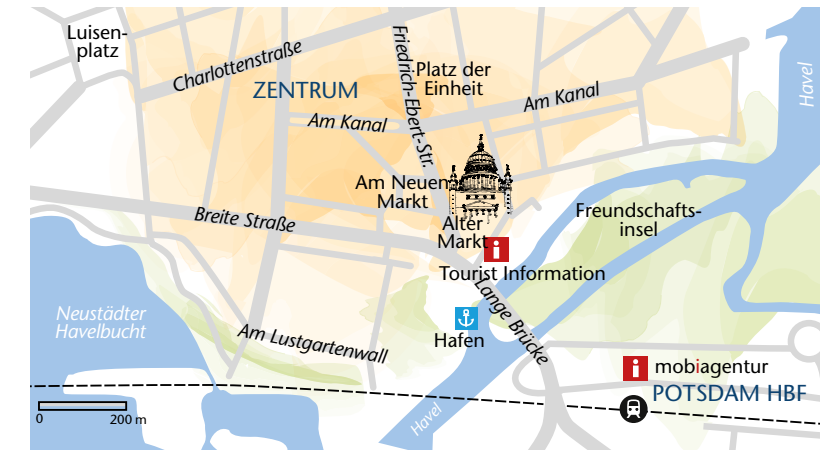 Luisen-
platz
Charlottenstraße
Friedrich-Ebert-Str.
Platz der
Einheit
ZENTRUM
Am Kanal
Am Kanal
Havel
Am Neuen
Markt
Breite Straße
Alter
Markt
Freundschafts-
insel
i
Tourist Information
Neustädter
Havelbucht
Lange Brücke
Hafen
Am Lustgartenwall
i mobiagentur
POTSDAM HBF
Havel
0 200 m